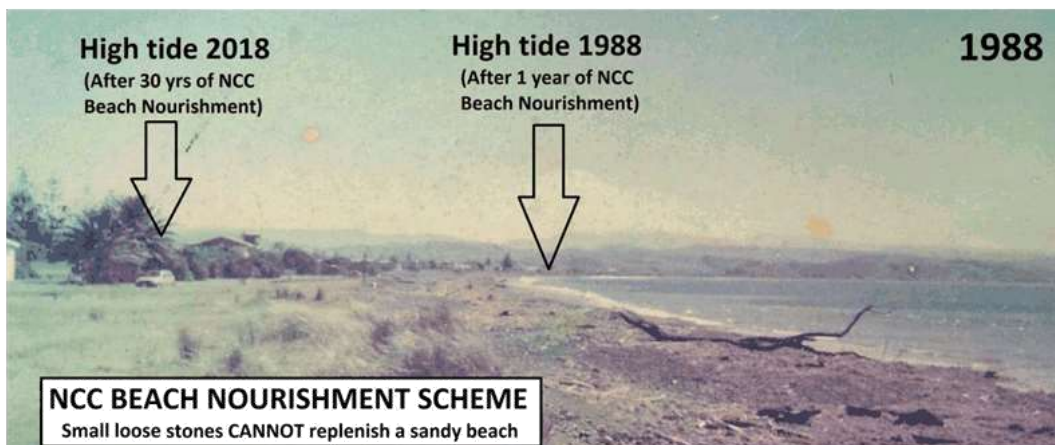 High tide 2018
(After 30 yrs of NCC
Beach Nourishment)
High tide 1988
(After 1 year of NCC
Beach Nourishment)
1988
NCC BEACH NOURISHMENT SCHEME
Small loose stones CANNOT replenish a sandy beach